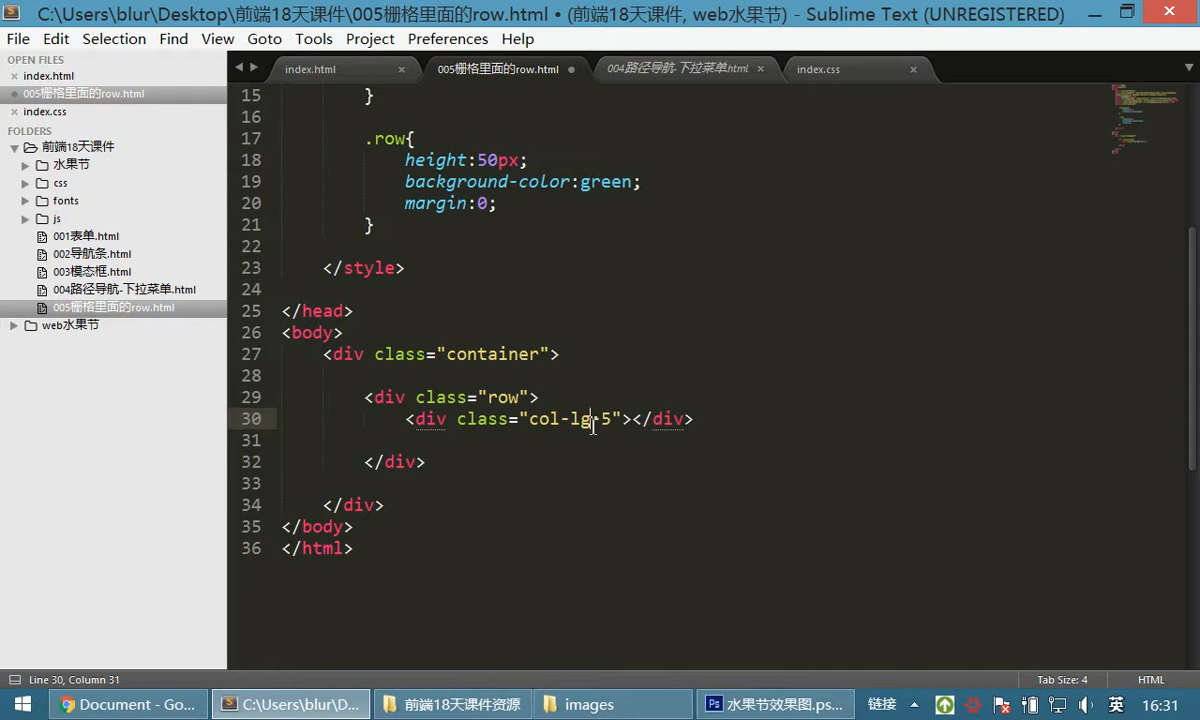 C:\Users\blur\Desktop\前端18天课件\005栅格里面的row.html • (前端18天课件, web水果节) - Sublime Text (UNREGISTERED)
File Edit Selection Find View Goto Tools Project Preferences Help
OPEN FILES
index.html
005栅格里面的row.html
index.css
FOLDERS
前端18天课件
水果节
css
fonts
js
001表单.html
002导航条.html
003模态框.html
004路径导航-下拉菜单.html
005栅格里面的row.html
web水果节
index.html 005栅格里面的row.html 004路径导航-下拉菜单.html index.css
15 }
16
17 .row{
18 height:50px;
19 background-color:green;
20 margin:0;
21 }
22
23 </style>
24
25 </head>
26 <body>
27 <div class="container">
28
29 <div class="row">
30 <div class="col-lg-5"></div>
31
32 </div>
33
34 </div>
35 </body>
36 </html>
Line 30, Column 31 Tab Size: 4 HTML
Document - Go... C:\Users\blur\D... 前端18天课件资源 images 水果节效果图.ps... 链接 英 16:31